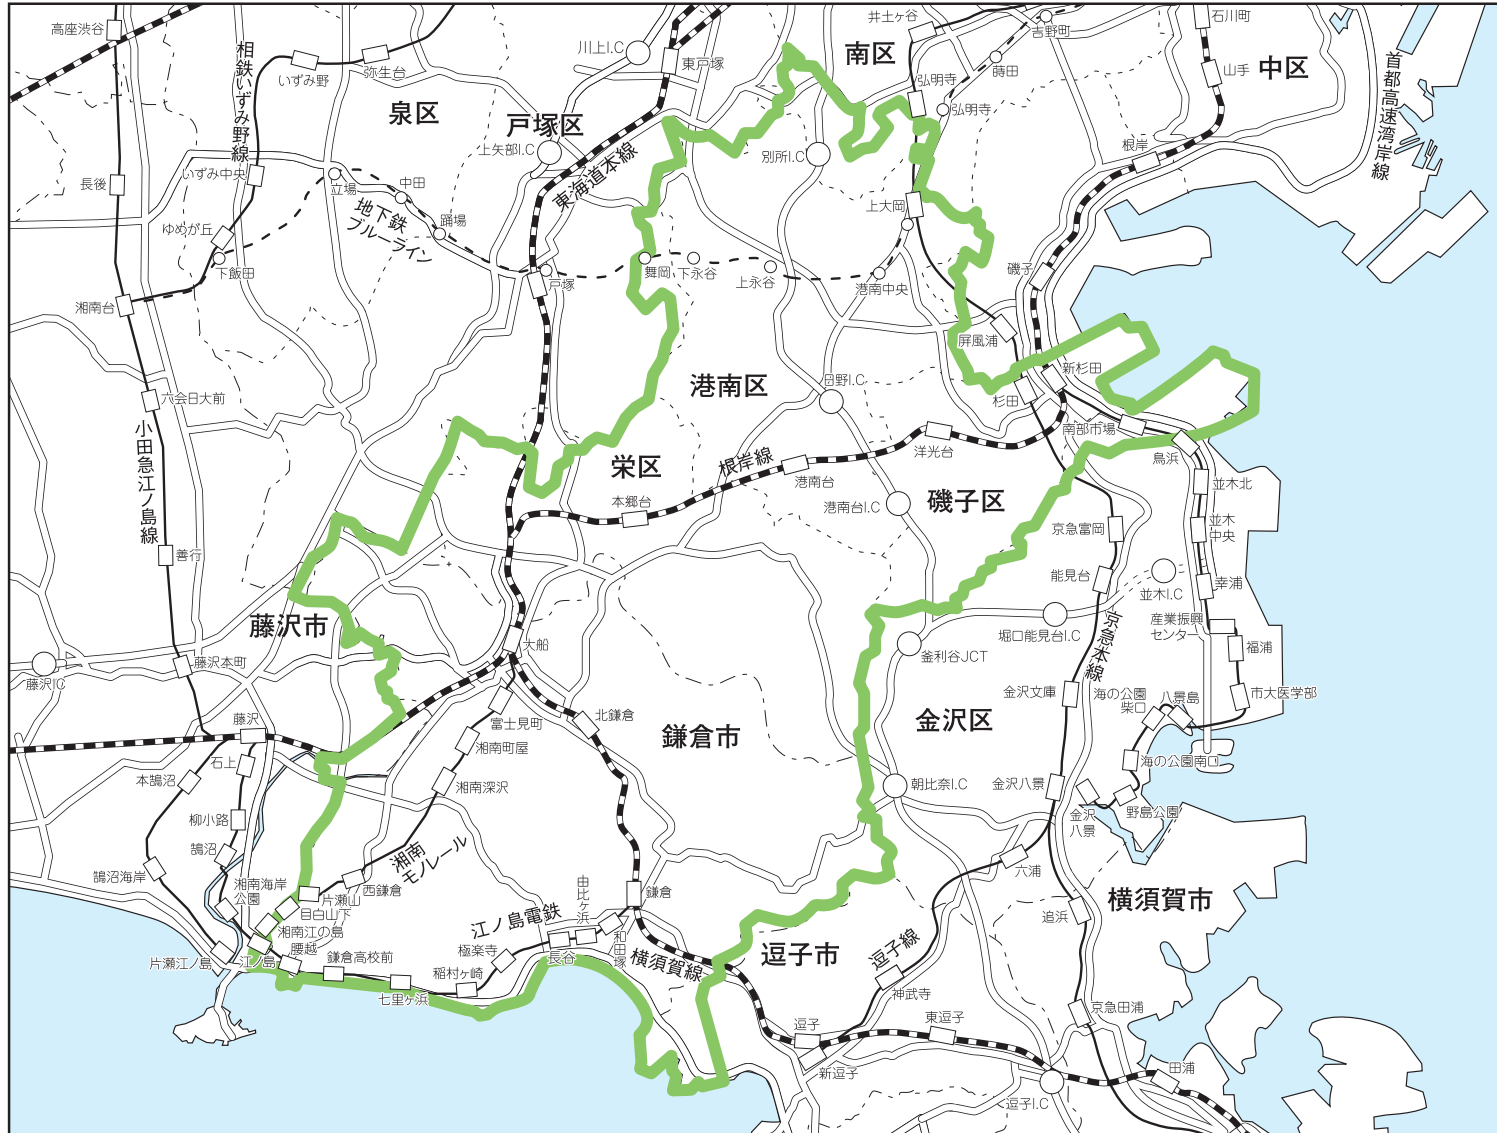 高座渋谷
相鉄いずみ野線
いずみ野
弥生台
泉区
戸塚区
川上I.C
東戸塚
井土ヶ谷
南区
吉野町
石川町
蒔田
山手
中区
首都高速湾岸線
弘明寺
弘明寺
上矢部I.C
東海道本線
別所I.C
根岸
長後
いずみ中央
立場
中田
地下鉄
ブルーライン
踊場
上大岡
ゆめが丘
下飯田
戸塚
舞岡
下永谷
上永谷
港南中央
磯子
湘南台
屏風浦
新杉田
杉田
港南区
日野I.C
六会日大前
小田急江ノ島線
南部市場
鳥浜
洋光台
根岸線
港南台
栄区
本郷台
港南台I.C
磯子区
並木北
並木
中央
京急富岡
善行
能見台
並木I.C
幸浦
産業振興
センター
福浦
堀口能見台I.C
京急本線
藤沢市
大船
釜利谷JCT
藤沢本町
藤沢IC
金沢文庫
海の公園
柴口
八景島
市大医学部
藤沢
富士見町
北鎌倉
鎌倉市
金沢区
湘南町屋
石上
本鵠沼
湘南深沢
朝比奈I.C
金沢八景
海の公園南口
金沢
八景
野島公園
柳小路
鵠沼
湘南
モノレール
鵠沼海岸
湘南海岸
公園
片瀬山
西鎌倉
目白山下
由比ヶ浜
鎌倉
六浦
追浜
横須賀市
湘南江の島
腰越
江ノ島電鉄
和田塚
片瀬江ノ島
江ノ島
鎌倉高校前
極楽寺
長谷
横須賀線
逗子市
逗子線
稲村ヶ崎
七里ヶ浜
神武寺
京急田浦
逗子
東逗子
新逗子
田浦
逗子I.C